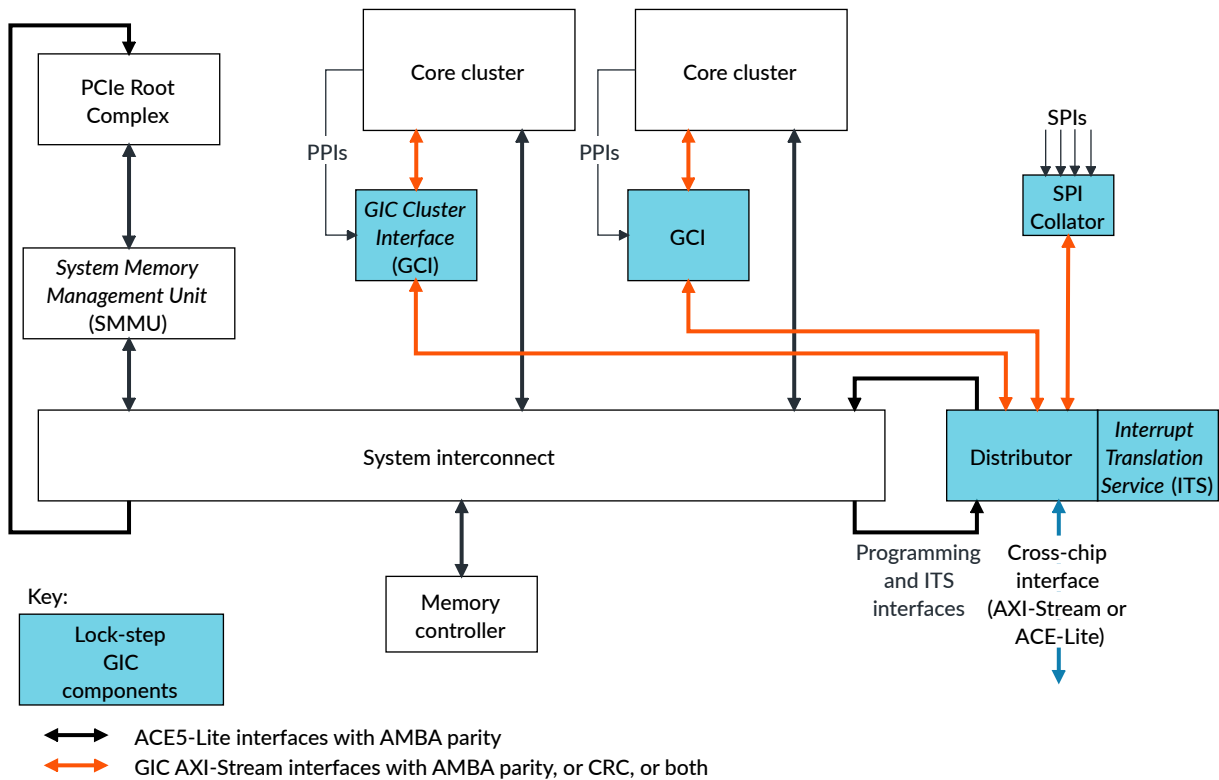 PCIe Root
Complex
Core cluster
Core cluster
SPIs
PPIs
PPIs
SPI
Collator
GIC Cluster
Interface
(GCI)
GCI
System Memory
Management Unit
(SMMU)
System interconnect
Distributor
Interrupt
Translation
Service (ITS)
Programming
and ITS
interfaces
Cross-chip
interface
(AXI-Stream or
ACE-Lite)
Memory
controller
Key:
Lock-step
GIC
components
ACE5-Lite interfaces with AMBA parity
GIC AXI-Stream interfaces with AMBA parity, or CRC, or both